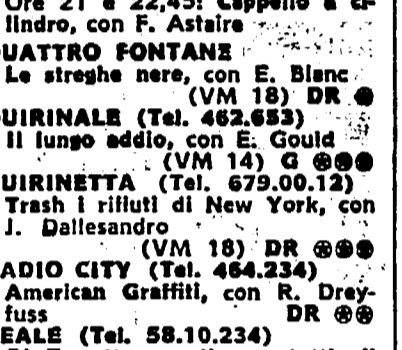 Ore 21 e 22,45: Cappello a ci-
lindro, con F. Astaire
UATTRO FONTANE
Le streghe nere, con E. Blanc
(VM 18) DR ⊛
UIRINALE (Tel. 462.653)
Il lungo addio, con E. Gould
(VM 14) G ⊛⊛⊛
UIRINETTA (Tel. 679.00.12)
Trash i rifiuti di New York, con
J. Dallesandro
(VM 18) DR ⊛⊛⊛
ADIO CITY (Tel. 464.234)
American Graffiti, con R. Drey-
fuss DR ⊛⊛
EALE (Tel. 58.10.234)